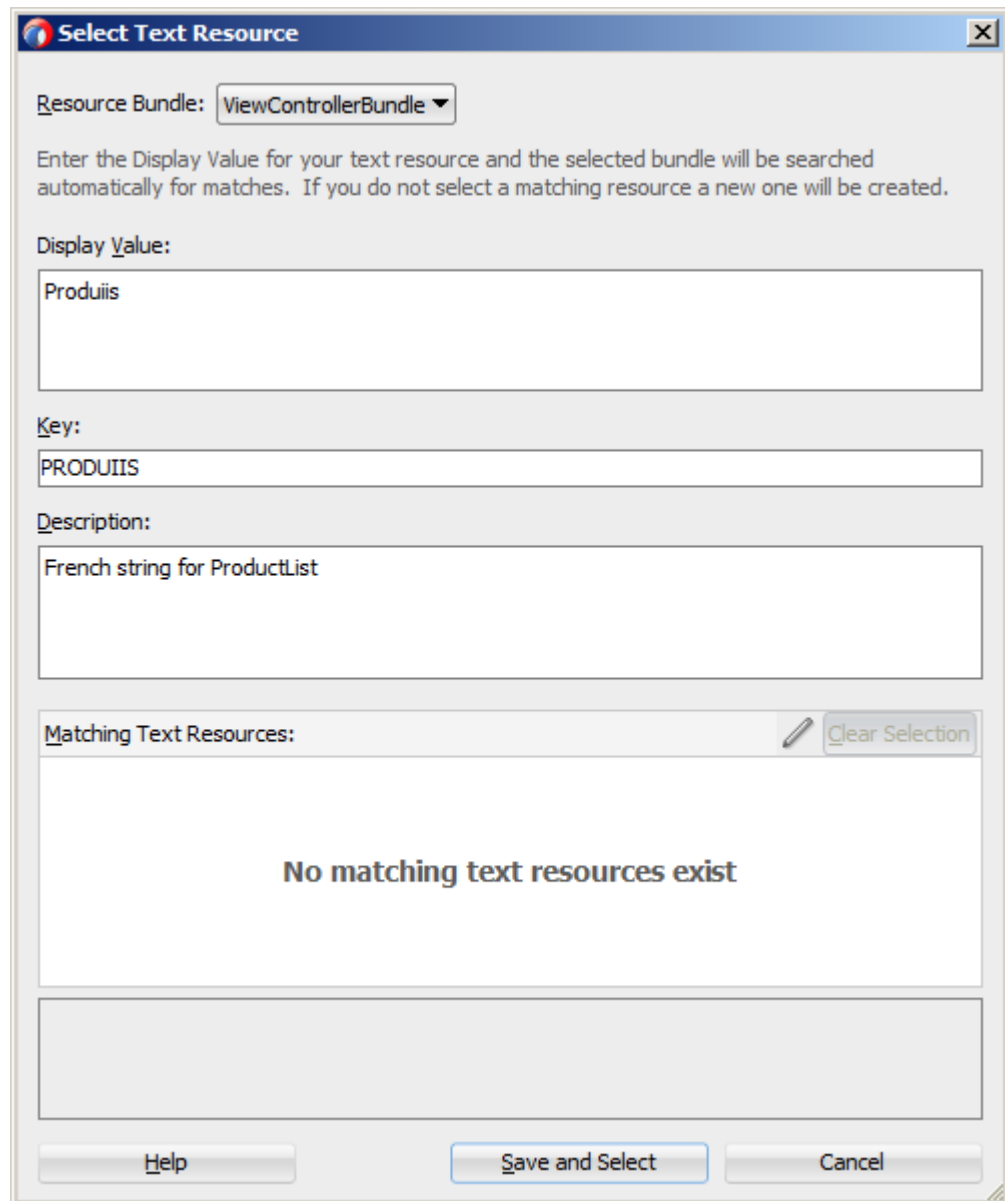 Select Text Resource
Resource Bundle: ViewControllerBundle
Enter the Display Value for your text resource and the selected bundle will be searched
automatically for matches.  If you do not select a matching resource a new one will be created.
Display Value:
Produiis
Key:
PRODUIIS
Description:
French string for ProductList
Matching Text Resources: Clear Selection
No matching text resources exist
Help Save and Select Cancel